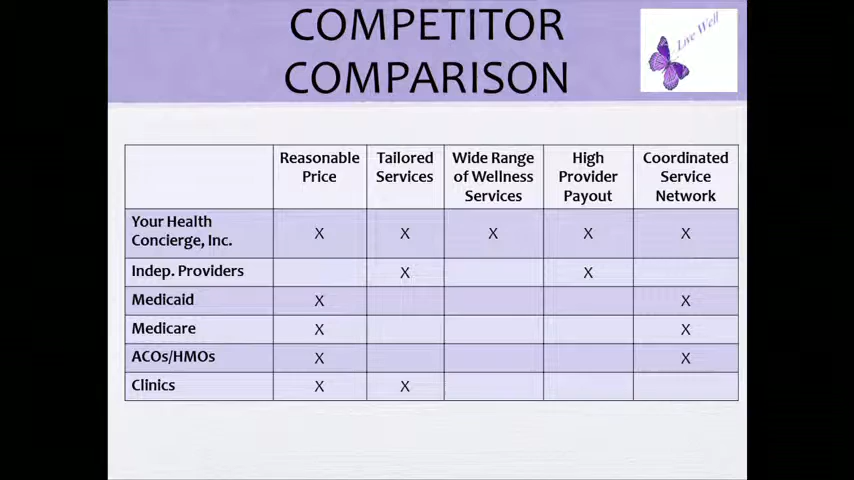 COMPETITOR
COMPARISON
Live Well
Reasonable Price Tailored Services Wide Range of Wellness Services High Provider Payout Coordinated Service Network
Your Health Concierge, Inc. X X X X X
Indep. Providers X X
Medicaid X X
Medicare X X
ACOs/HMOs X X
Clinics X X